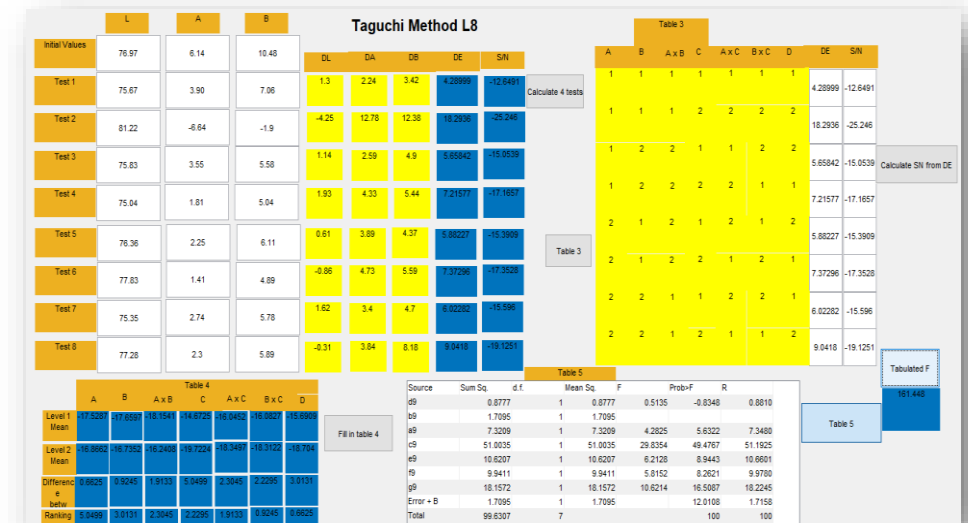 Taguchi Method L8
L A B
Initial Values 76.97 6.14 10.48
DL DA DB DE S/N
Test 1 75.67 3.90 7.06 1.3 2.24 3.42 4.28999 -12.6491
Calculate 4 tests
Test 2 81.22 -6.64 -1.9 -4.25 12.78 12.38 18.2936 -25.246
Test 3 75.83 3.55 5.58 1.14 2.59 4.9 5.65842 -15.0539
Test 4 75.04 1.81 5.04 1.93 4.33 5.44 7.21577 -17.1657
Test 5 76.36 2.25 6.11 0.61 3.89 4.37 5.88227 -15.3909
Test 6 77.83 1.41 4.89 -0.86 4.73 5.59 7.37296 -17.3528
Test 7 75.35 2.74 5.78 1.62 3.4 4.7 6.02282 -15.596
Test 8 77.28 2.3 5.89 -0.31 3.84 8.18 9.0418 -19.1251
Table 3
Table 3
A B A x B C A x C B x C D DE S/N
1 1 1 1 1 1 1 4.28999 -12.6491
1 1 1 2 2 2 2 18.2936 -25.246
1 2 2 1 1 2 2 5.65842 -15.0539
Calculate SN from DE
1 2 2 2 2 1 1 7.21577 -17.1657
2 1 2 1 2 1 2 5.88227 -15.3909
2 1 2 2 1 2 1 7.37296 -17.3528
2 2 1 1 2 2 1 6.02282 -15.596
2 2 1 2 1 1 2 9.0418 -19.1251
Tabulated F
161.448
Table 5
Table 4
A B A x B C A x C B x C D
Level 1 Mean -17.5287 -17.6597 -18.1541 -14.6725 -16.0452 -16.0827 -15.6909
Level 2 Mean -16.8662 -18.7352 -16.2408 -19.7224 -18.3497 -18.3122 -18.704
Differenc e betw 0.6625 0.9245 1.9133 5.0499 2.3045 2.2295 3.0131
Ranking 5.0499 3.0131 2.3045 2.2295 1.9133 0.9245 0.6625
Fill in table 4
Table 5
Source Sum Sq. d.f. Mean Sq. F Prob>F R
d9 0.8777 1 0.8777 0.5135 -0.8348 0.8810
b9 1.7095 1 1.7095
a9 7.3209 1 7.3209 4.2825 5.6322 7.3480
c9 51.0035 1 51.0035 29.8354 49.4767 51.1925
e9 10.6207 1 10.6207 6.2128 8.9443 10.6601
f9 9.9411 1 9.9411 5.8152 8.2621 9.9780
g9 18.1572 1 18.1572 10.6214 16.5087 18.2245
Error + B 1.7095 1 1.7095 12.0108 1.7158
Total 99.6307 7 100 100